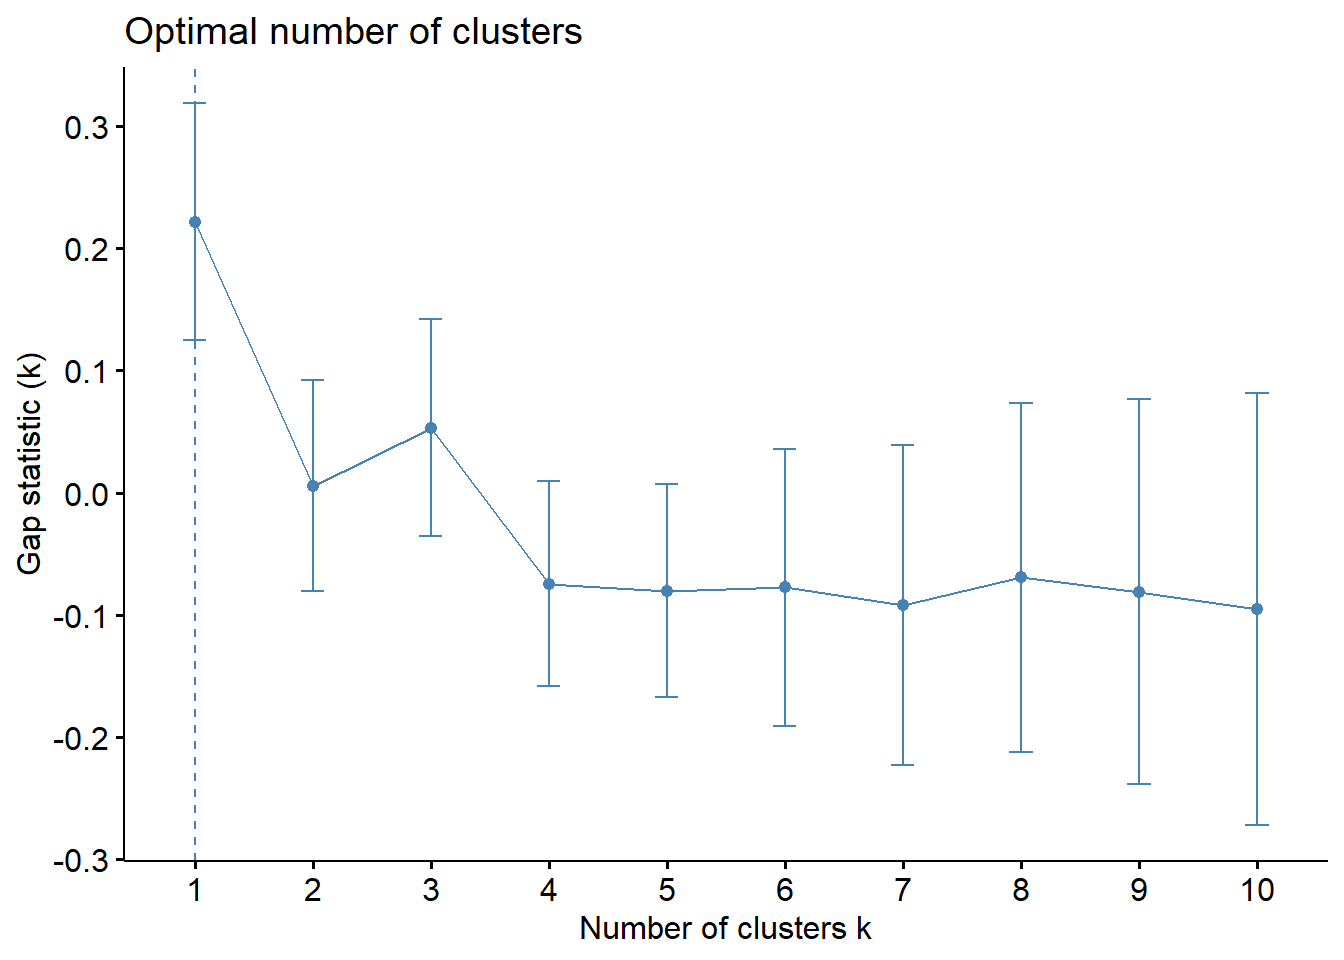 Optimal number of clusters
Gap statistic (k)
0.3
0.2
0.1
0.0
-0.1
-0.2
-0.3
1 2 3 4 5 6 7 8 9 10
Number of clusters k